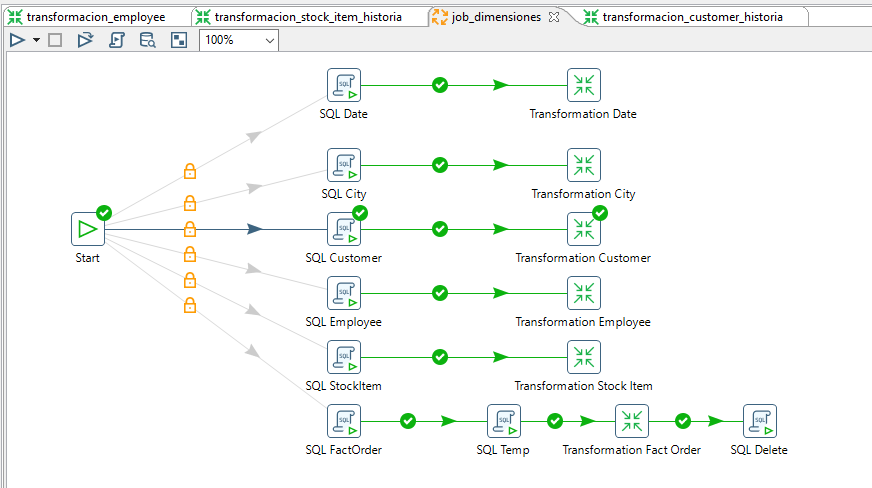 transformacion_employee
transformacion_stock_item_historia
job_dimensiones
transformacion_customer_historia
100%
SQL Date
Transformation Date
SQL City
Transformation City
Start
SQL Customer
Transformation Customer
SQL Employee
Transformation Employee
SQL StockItem
Transformation Stock Item
SQL FactOrder
SQL Temp
Transformation Fact Order
SQL Delete